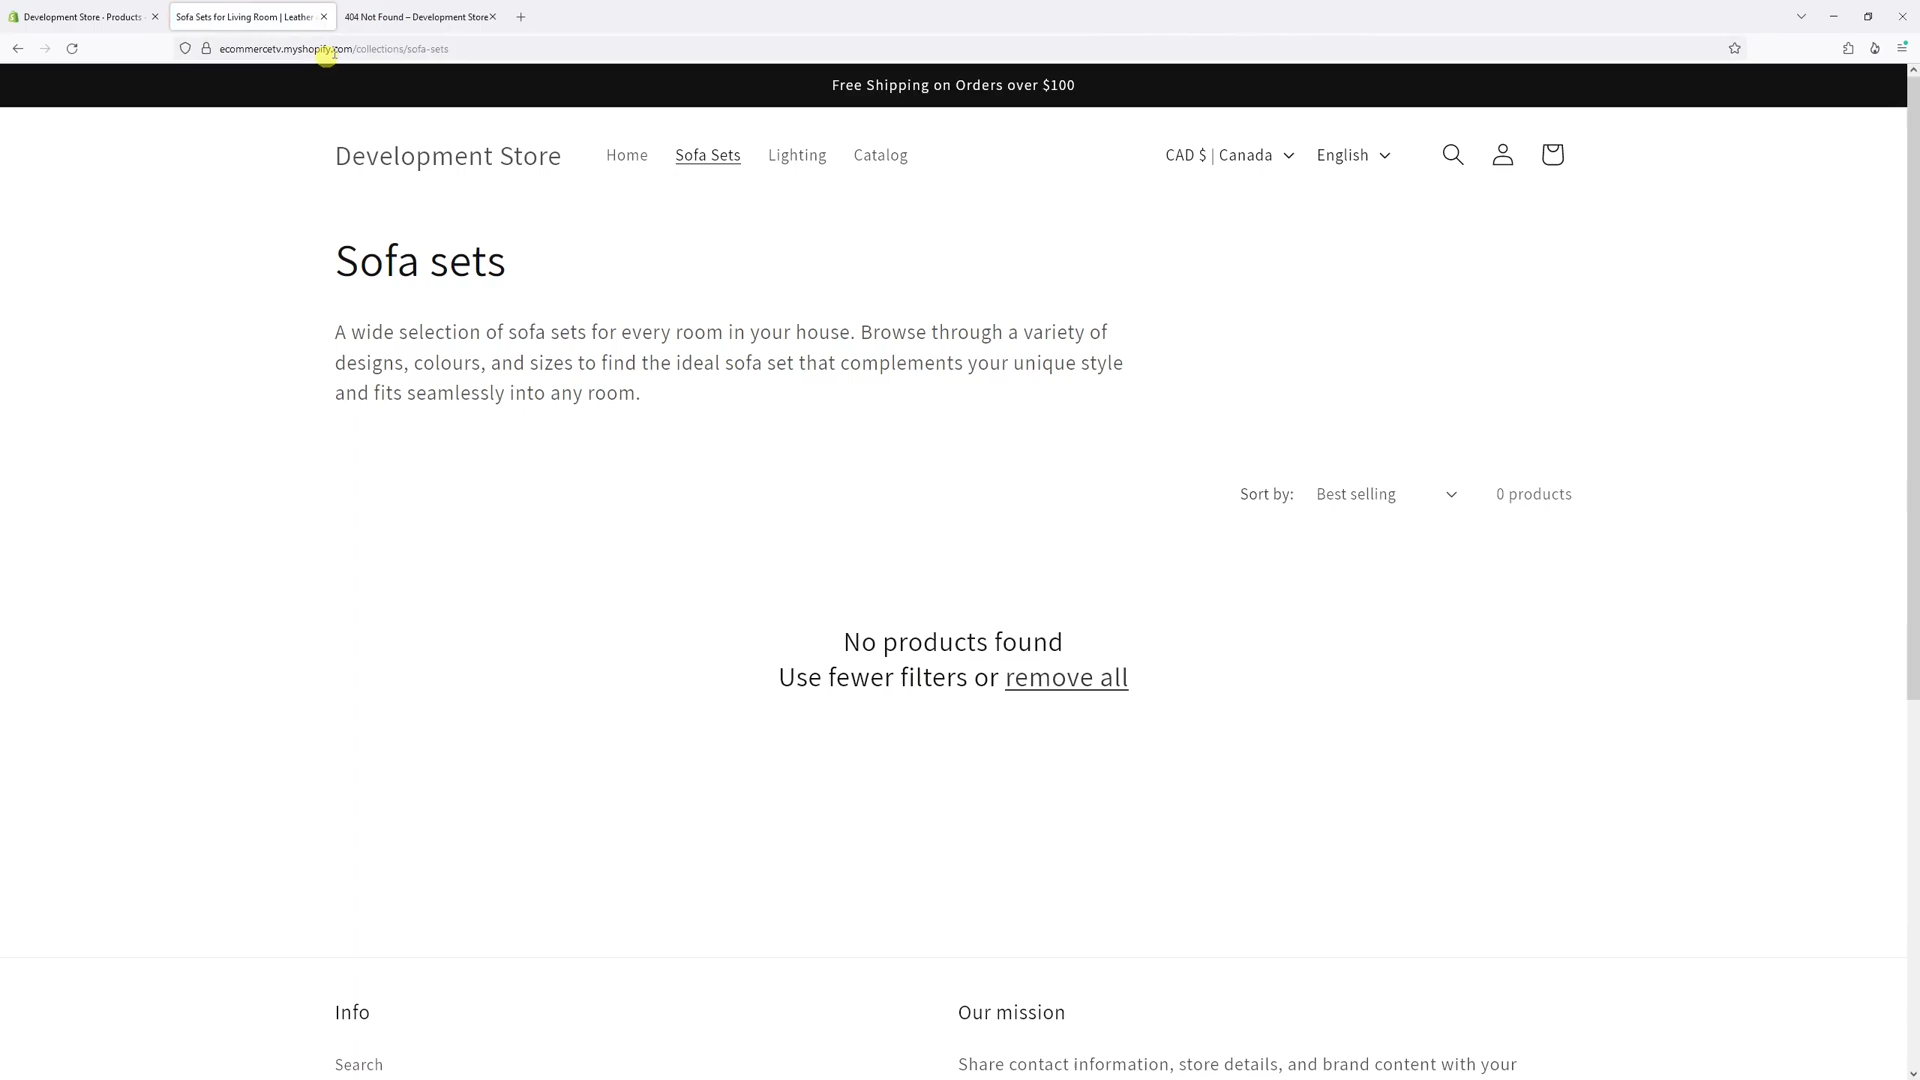 Development Store · Products
Sofa Sets for Living Room | Leather
404 Not Found – Development Store
ecommercetv.myshopify.com/collections/sofa-sets
Free Shipping on Orders over $100
Development Store
Home
Sofa Sets
Lighting
Catalog
CAD $ | Canada
English
Sofa sets
A wide selection of sofa sets for every room in your house. Browse through a variety of
designs, colours, and sizes to find the ideal sofa set that complements your unique style
and fits seamlessly into any room.
Sort by:
Best selling
0 products
No products found
Use fewer filters or remove all
Info
Our mission
Search
Share contact information, store details, and brand content with your